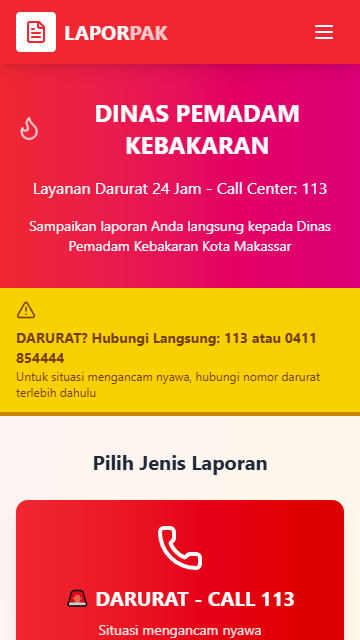 LAPORPAK
DINAS PEMADAM
KEBAKARAN
Layanan Darurat 24 Jam - Call Center: 113
Sampaikan laporan Anda langsung kepada Dinas
Pemadam Kebakaran Kota Makassar
DARURAT? Hubungi Langsung: 113 atau 0411
854444
Untuk situasi mengancam nyawa, hubungi nomor darurat
terlebih dahulu
Pilih Jenis Laporan
🚨 DARURAT - CALL 113
Situasi mengancam nyawa